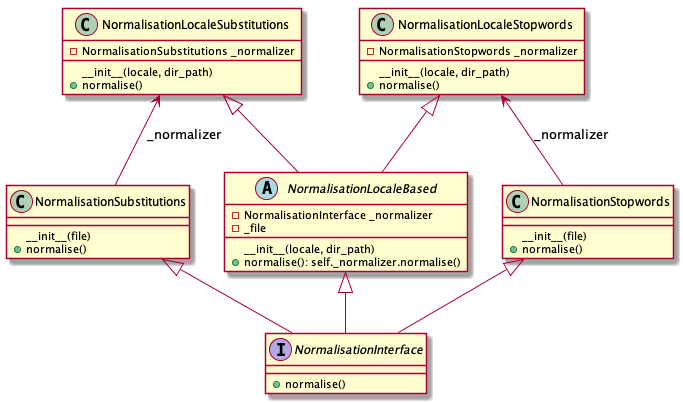 C NormalisationLocaleSubstitutions
NormalisationSubstitutions _normalizer
__init__(locale, dir_path)
normalise()
C NormalisationLocaleStopwords
NormalisationStopwords _normalizer
__init__(locale, dir_path)
normalise()
_normalizer
_normalizer
C NormalisationSubstitutions
__init__(file)
normalise()
A NormalisationLocaleBased
NormalisationInterface _normalizer
_file
__init__(locale, dir_path)
normalise(): self._normalizer.normalise()
C NormalisationStopwords
__init__(file)
normalise()
I NormalisationInterface
normalise()